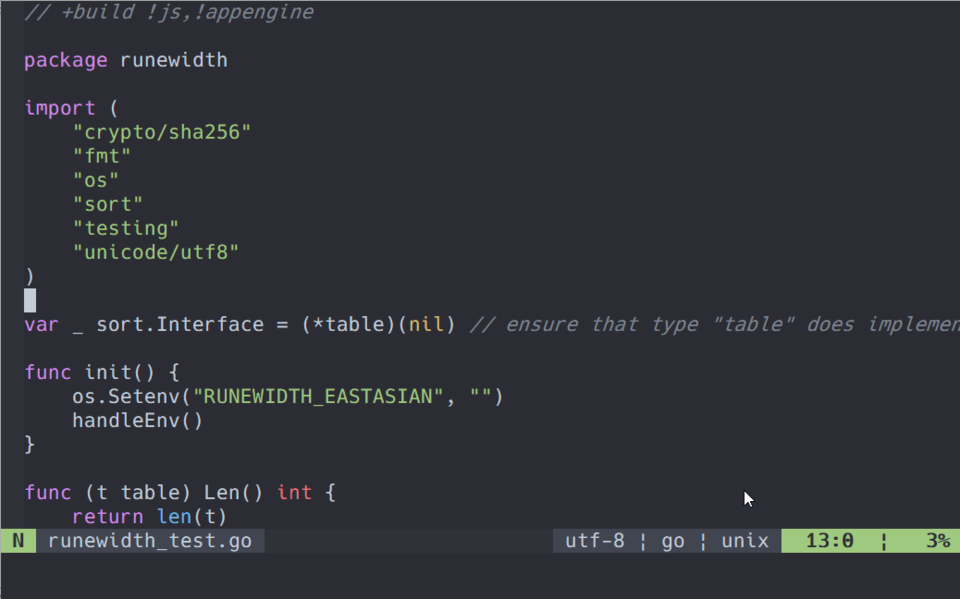 // +build !js,!appengine
package runewidth
import (
"crypto/sha256"
"fmt"
"os"
"sort"
"testing"
"unicode/utf8"
)
var _ sort.Interface = (*table)(nil) // ensure that type "table" does implemen
func init() {
os.Setenv("RUNEWIDTH_EASTASIAN", "")
handleEnv()
}
func (t table) Len() int {
return len(t)
N runewidth_test.go utf-8 ¦ go ¦ unix 13:0 ¦ 3%